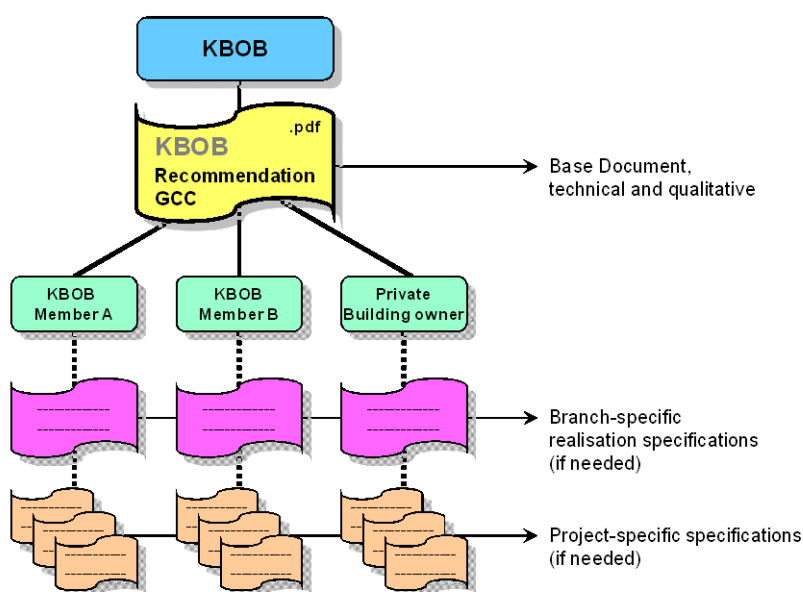 KBOB
.pdf
KBOB
Recommendation
GCC
Base Document,
technical and qualitative
KBOB
Member A
KBOB
Member B
Private
Building owner
Branch-specific
realisation specifications
(if needed)
Project-specific specifications
(if needed)